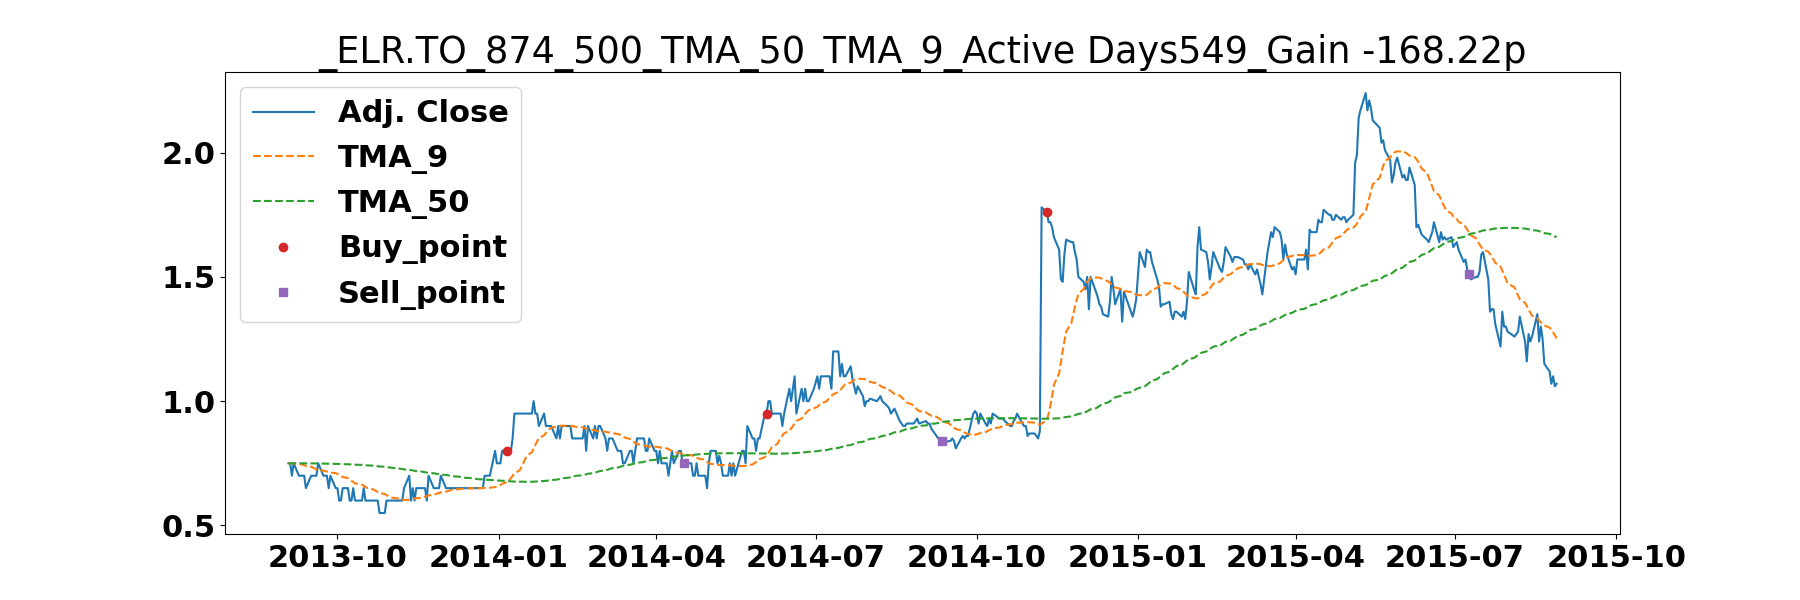 _ELR.TO_874_500_TMA_50_TMA_9_Active Days549_Gain -168.22p
Adj. Close
TMA_9
TMA_50
Buy_point
Sell_point
2.0
1.5
1.0
0.5
2013-10 2014-01 2014-04 2014-07 2014-10 2015-01 2015-04 2015-07 2015-10